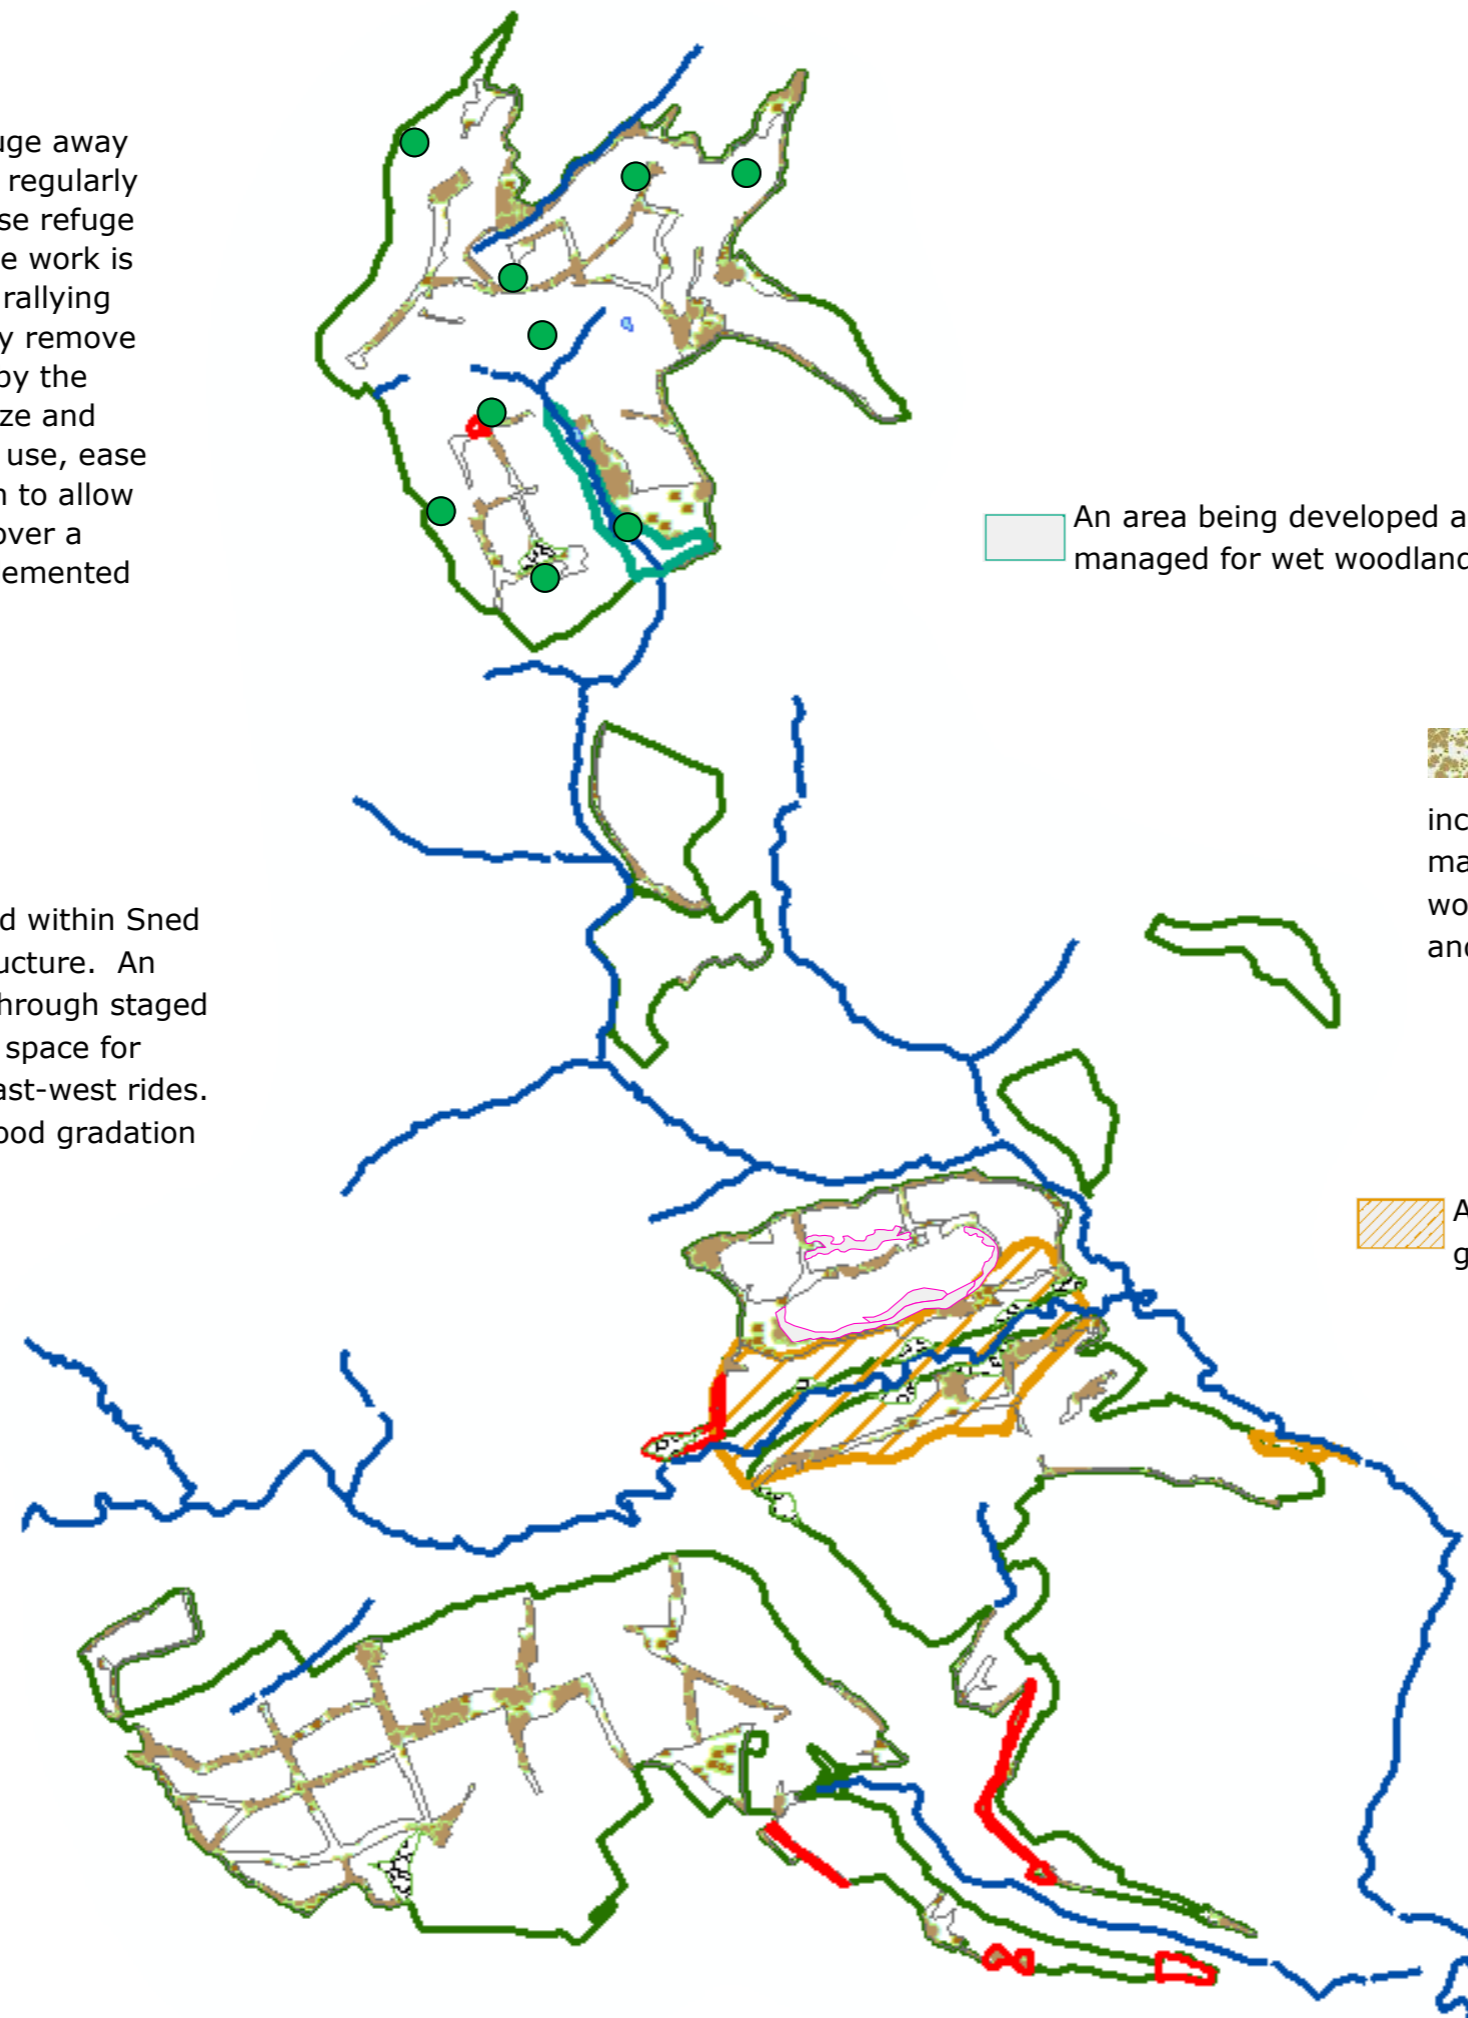 uge away
regularly
se refuge
e work is
rallying
y remove
by the
ze and
use, ease
n to allow
over a
emented
An area being developed a
managed for wet woodland
d within Sned
ucture. An
through staged
space for
ast-west rides.
ood gradation
inc
ma
wo
and
A
g